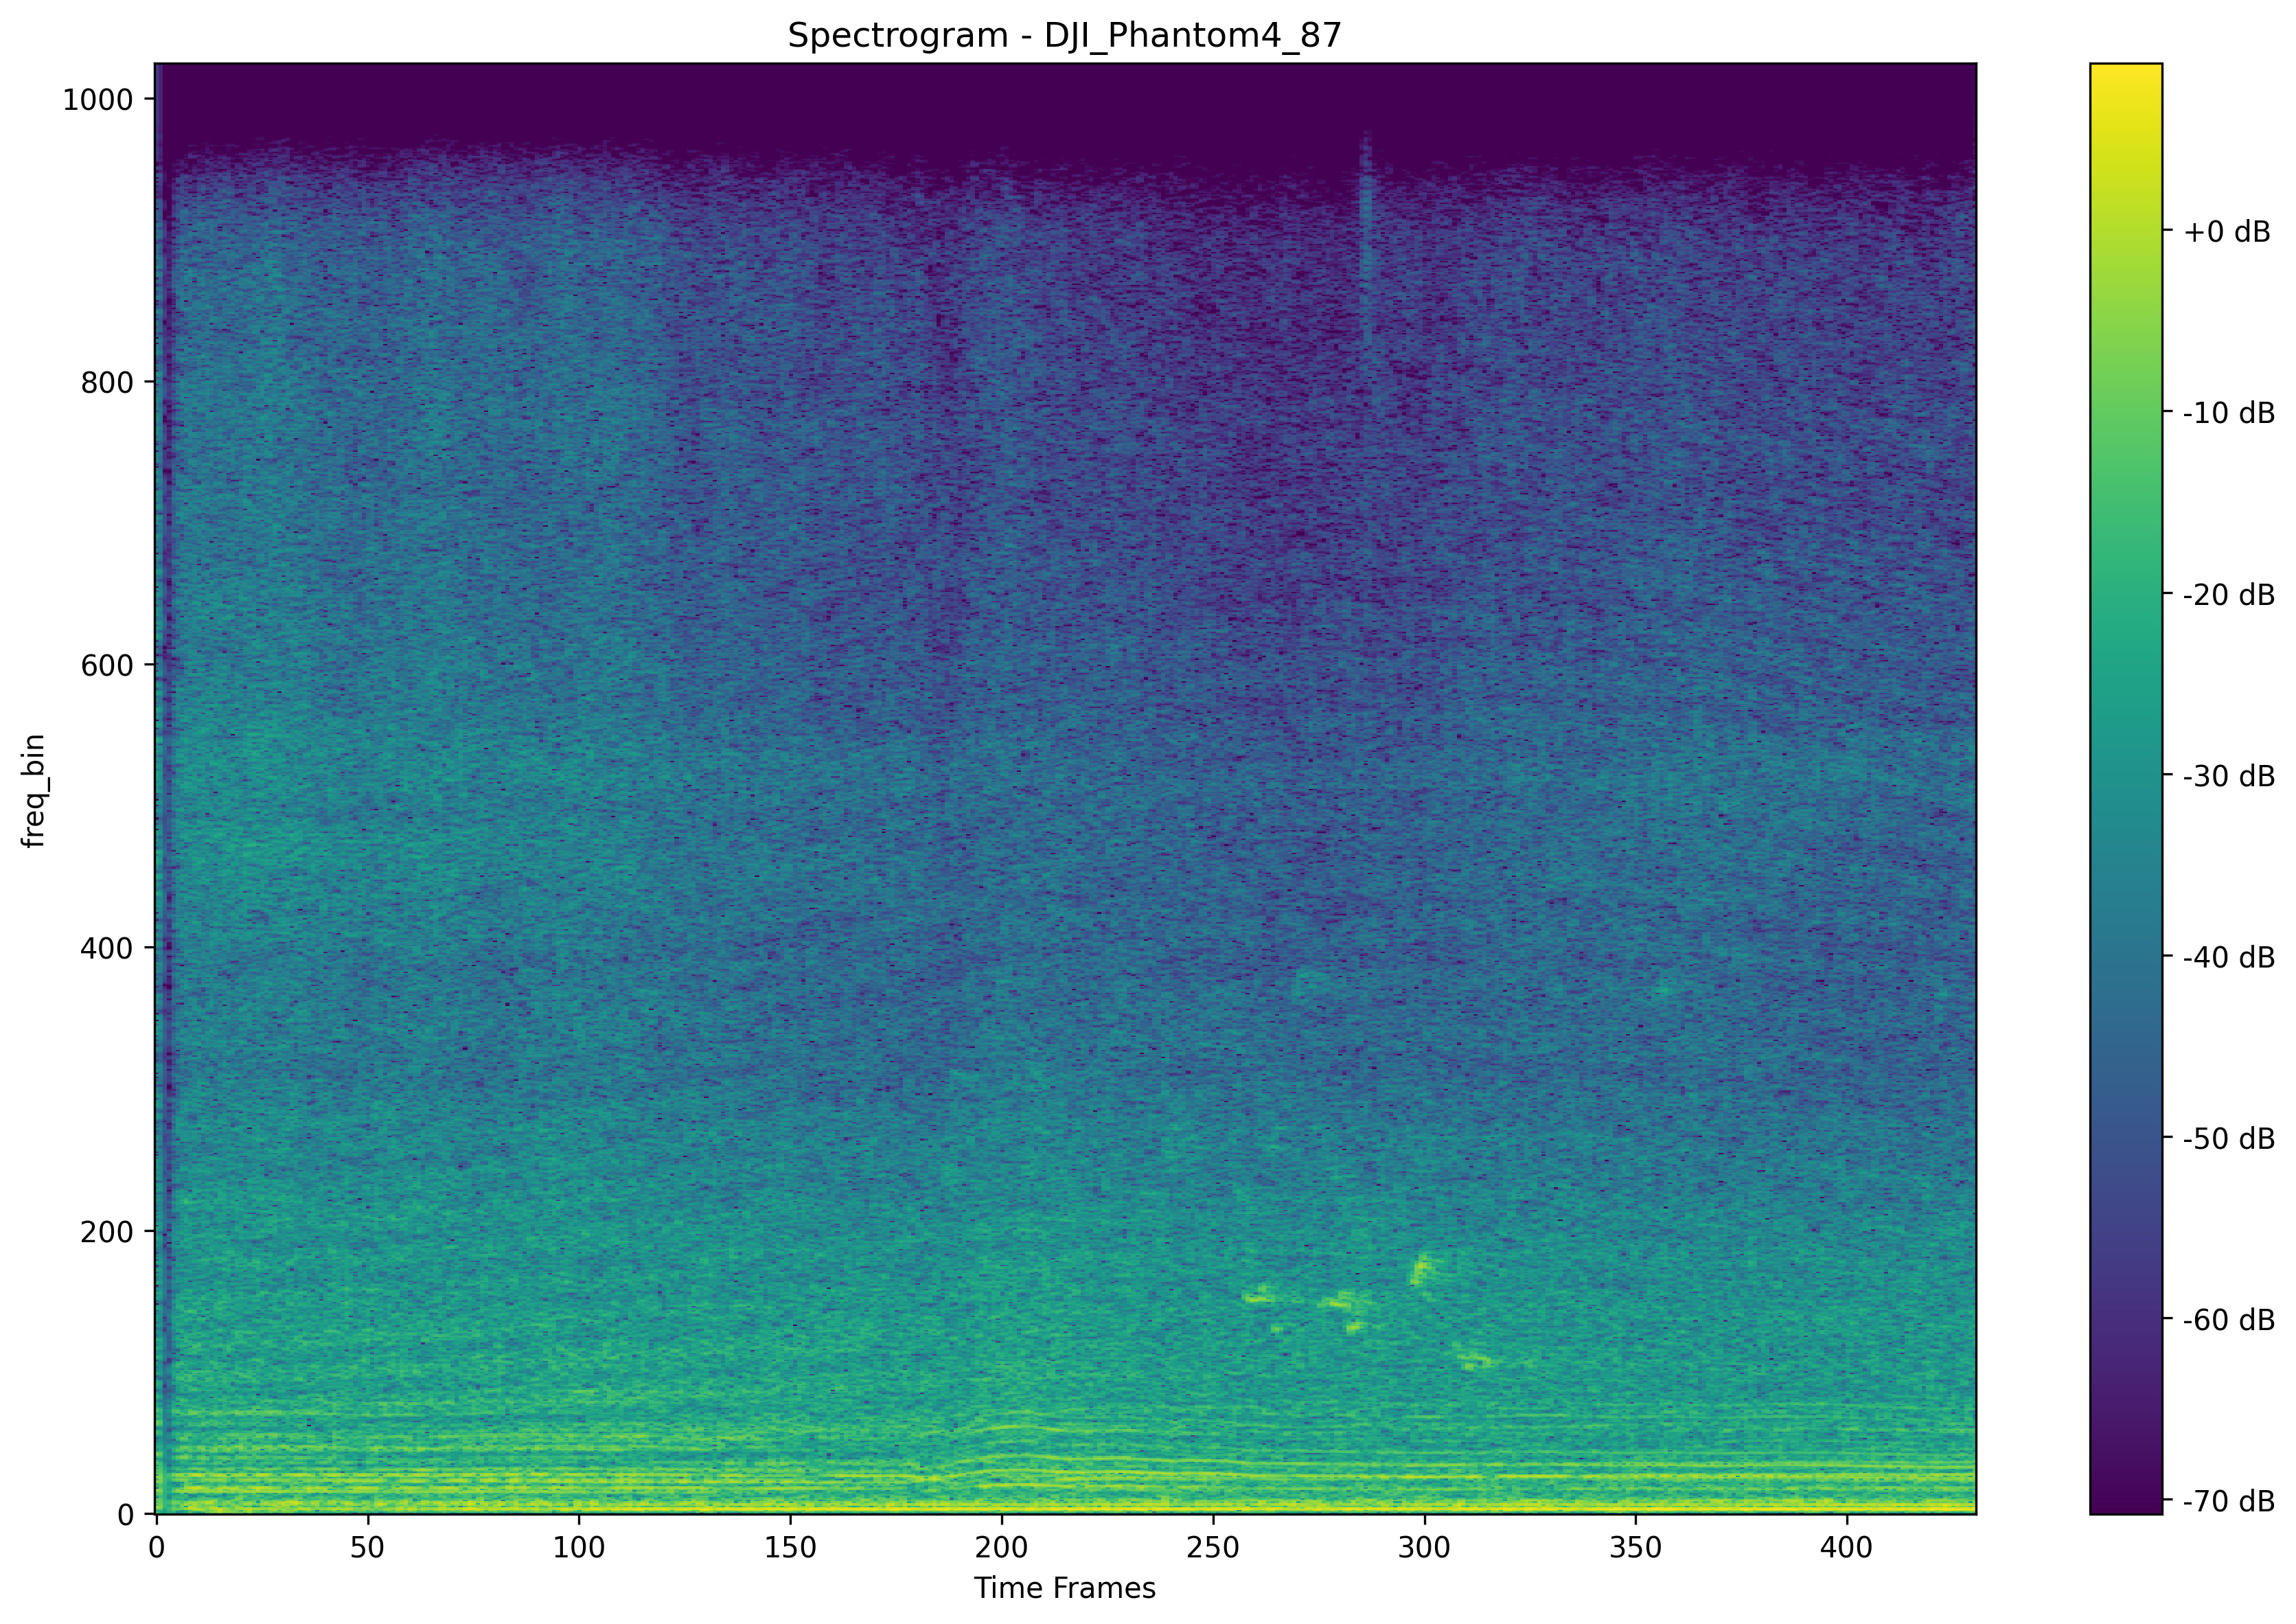 Spectrogram - DJI_Phantom4_87
1000
800
600
400
200
0
freq_bin
0
50
100
150
200
250
300
350
400
Time Frames
+0 dB
-10 dB
-20 dB
-30 dB
-40 dB
-50 dB
-60 dB
-70 dB